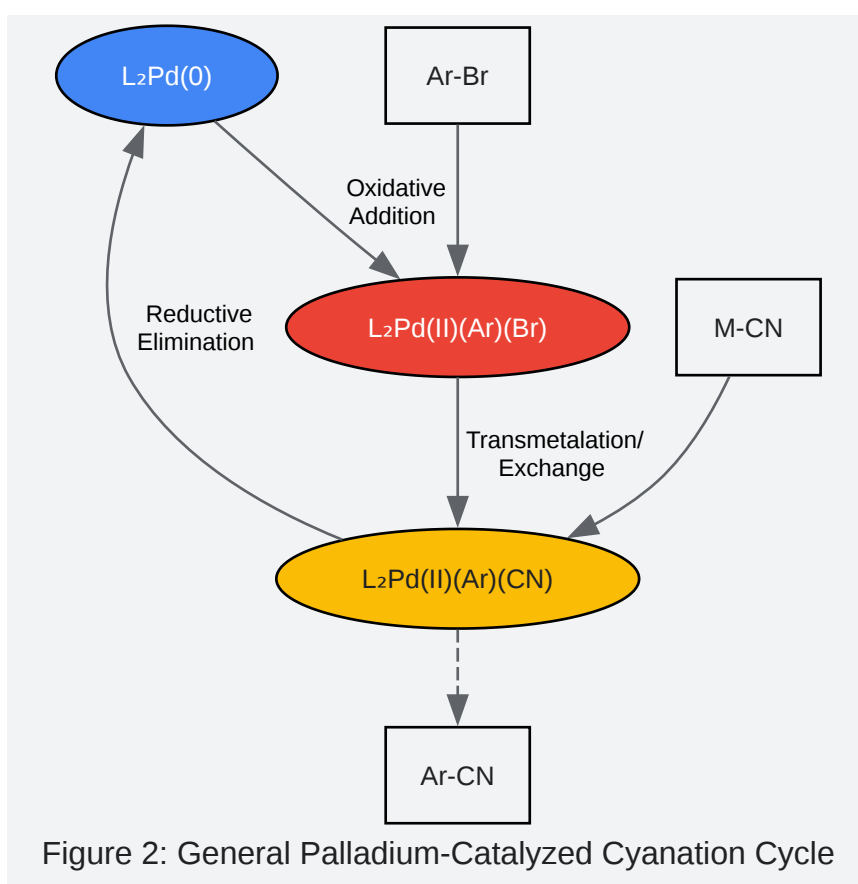 L₂Pd(0)
Ar-Br
Oxidative
Addition
Reductive
Elimination
L₂Pd(II)(Ar)(Br)
M-CN
Transmetalation/
Exchange
L₂Pd(II)(Ar)(CN)
Ar-CN
Figure 2: General Palladium-Catalyzed Cyanation Cycle